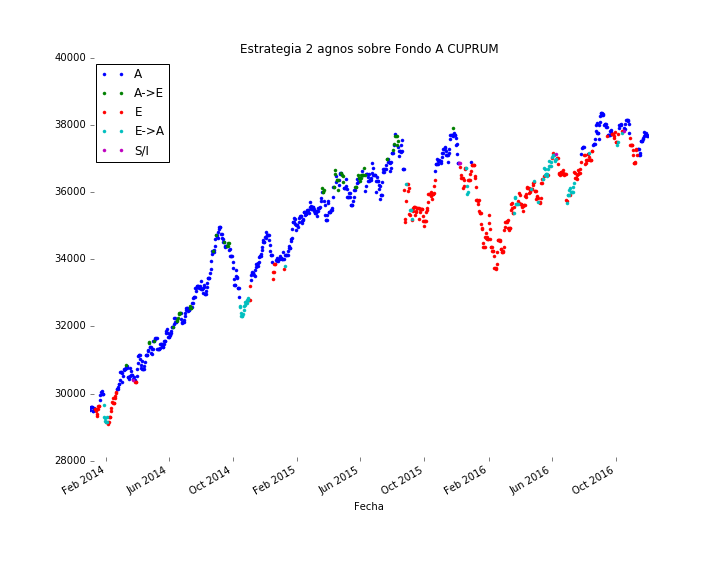 Estrategia 2 agnos sobre Fondo A CUPRUM
40000
38000
36000
34000
32000
30000
28000
A
A->E
E
E->A
S/I
Feb 2014
Jun 2014
Oct 2014
Feb 2015
Jun 2015
Oct 2015
Feb 2016
Jun 2016
Oct 2016
Fecha